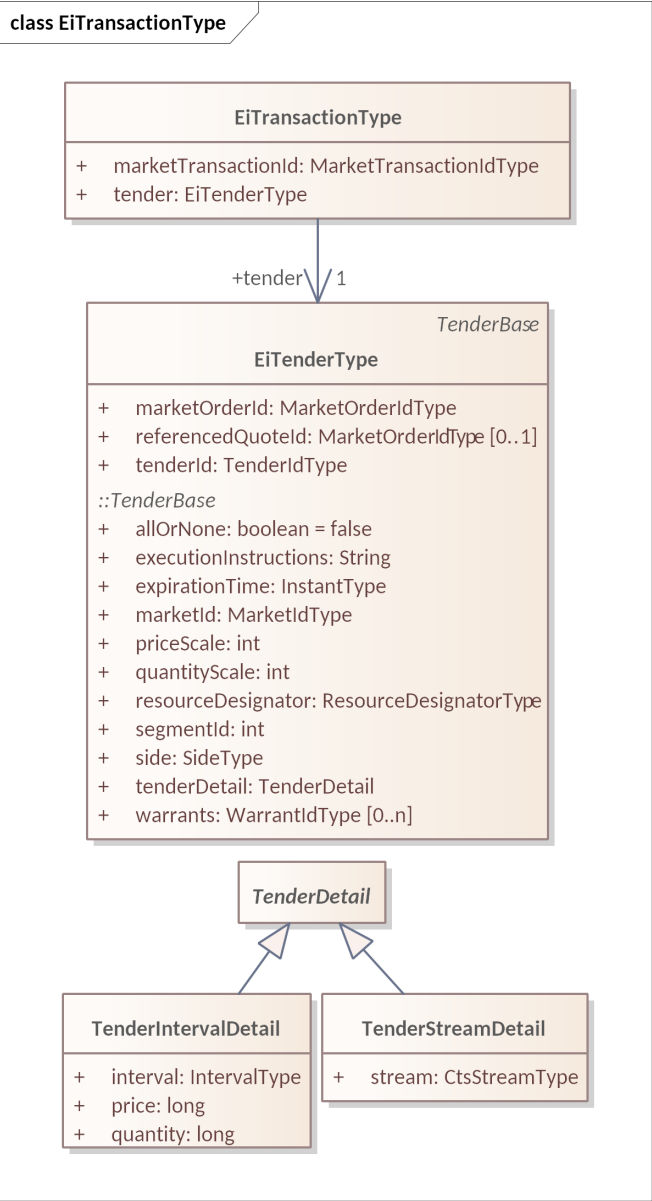 class EiTransactionType
EiTransactionType
+ marketTransactionId: MarketTransactionIdType
+ tender: EiTenderType
+tender 1
TenderBase
EiTenderType
+ marketOrderId: MarketOrderIdType
+ referencedQuoteId: MarketOrderIdType [0..1]
+ tenderId: TenderIdType
::TenderBase
+ allOrNone: boolean = false
+ executionInstructions: String
+ expirationTime: InstantType
+ marketId: MarketIdType
+ priceScale: int
+ quantityScale: int
+ resourceDesignator: ResourceDesignatorType
+ segmentId: int
+ side: SideType
+ tenderDetail: TenderDetail
+ warrants: WarrantIdType [0..n]
TenderDetail
TenderIntervalDetail
+ interval: IntervalType
+ price: long
+ quantity: long
TenderStreamDetail
+ stream: CtsStreamType